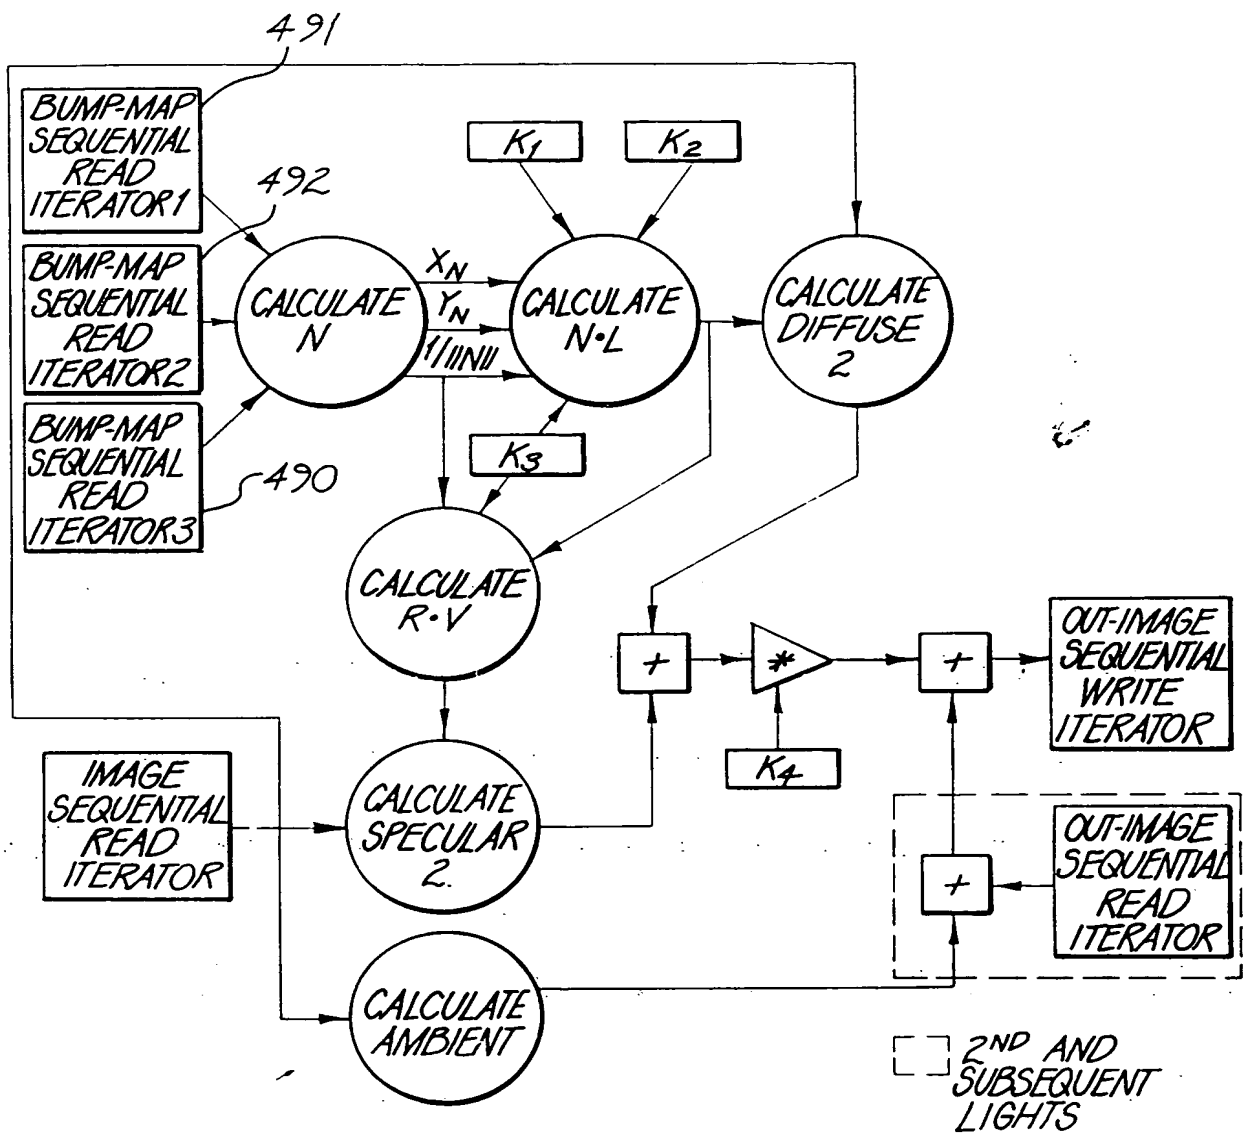 491
BUMP-MAP
SEQUENTIAL
READ
ITERATOR1
492
BUMP-MAP
SEQUENTIAL
READ
ITERATOR2
BUMP-MAP
SEQUENTIAL
READ
ITERATOR3
490
CALCULATE
N
XN
YN
1/||N||
K1
K2
CALCULATE
N•L
K3
CALCULATE
DIFFUSE
2
CALCULATE
R•V
+
*
K4
+
OUT-IMAGE
SEQUENTIAL
WRITE
ITERATOR
IMAGE
SEQUENTIAL
READ
ITERATOR
CALCULATE
SPECULAR
2.
+
OUT-IMAGE
SEQUENTIAL
READ
ITERATOR
CALCULATE
AMBIENT
2ND AND
SUBSEQUENT
LIGHTS